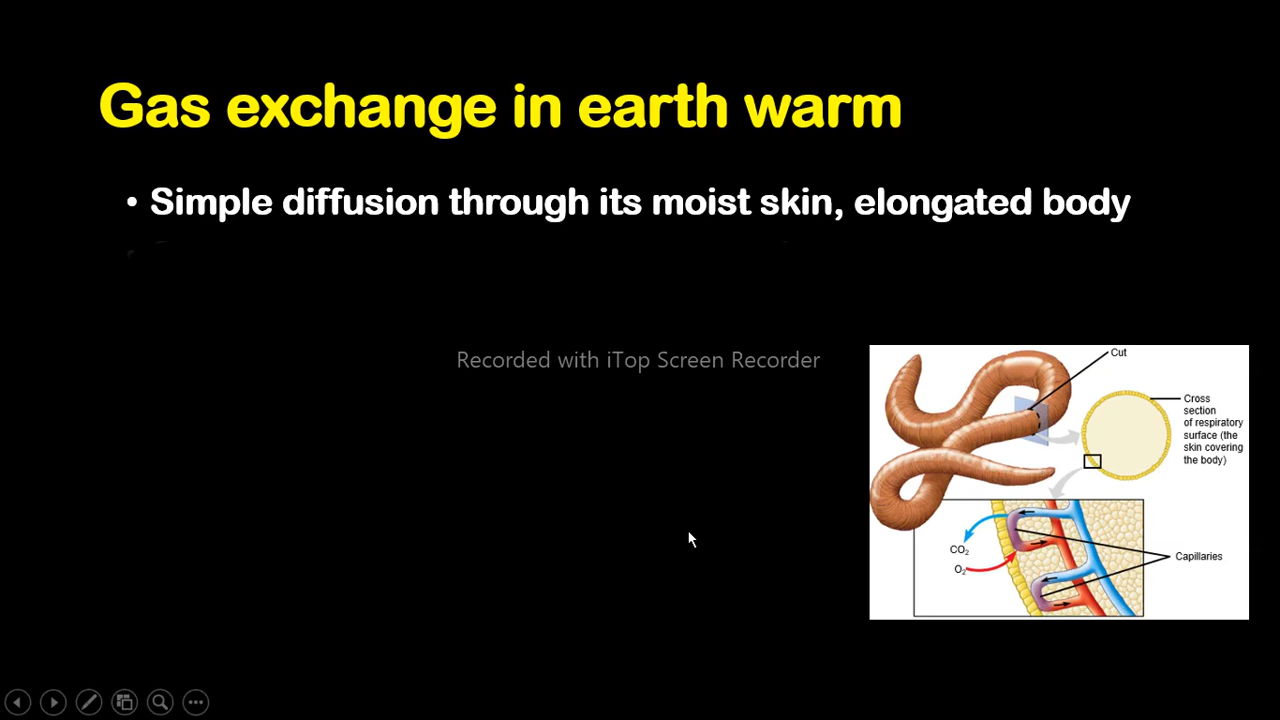 Gas exchange in earth warm
• Simple diffusion through its moist skin, elongated body
Recorded with iTop Screen Recorder
Cut
Cross
section
of respiratory
surface (the
skin covering
the body)
CO₂
O₂
Capillaries